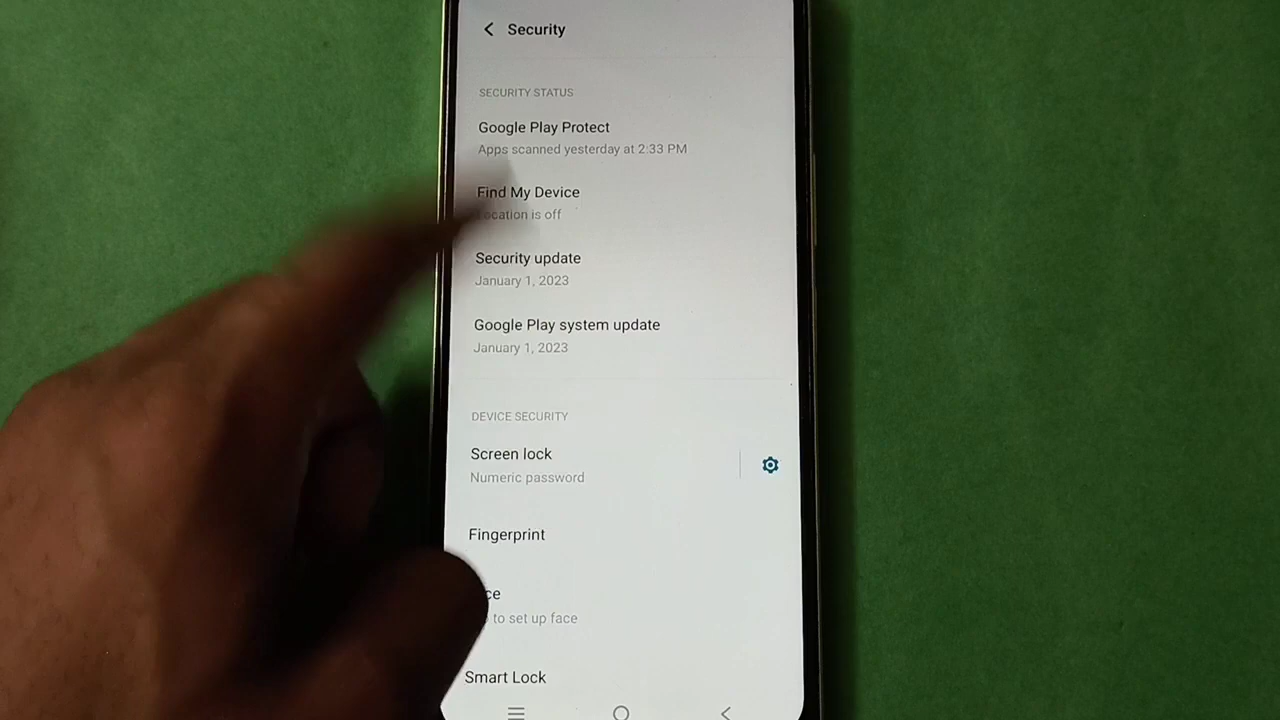 Security
SECURITY STATUS
Google Play Protect
Apps scanned yesterday at 2:33 PM
Find My Device
Location is off
Security update
January 1, 2023
Google Play system update
January 1, 2023
DEVICE SECURITY
Screen lock
Numeric password
Fingerprint
ce
to set up face
Smart Lock